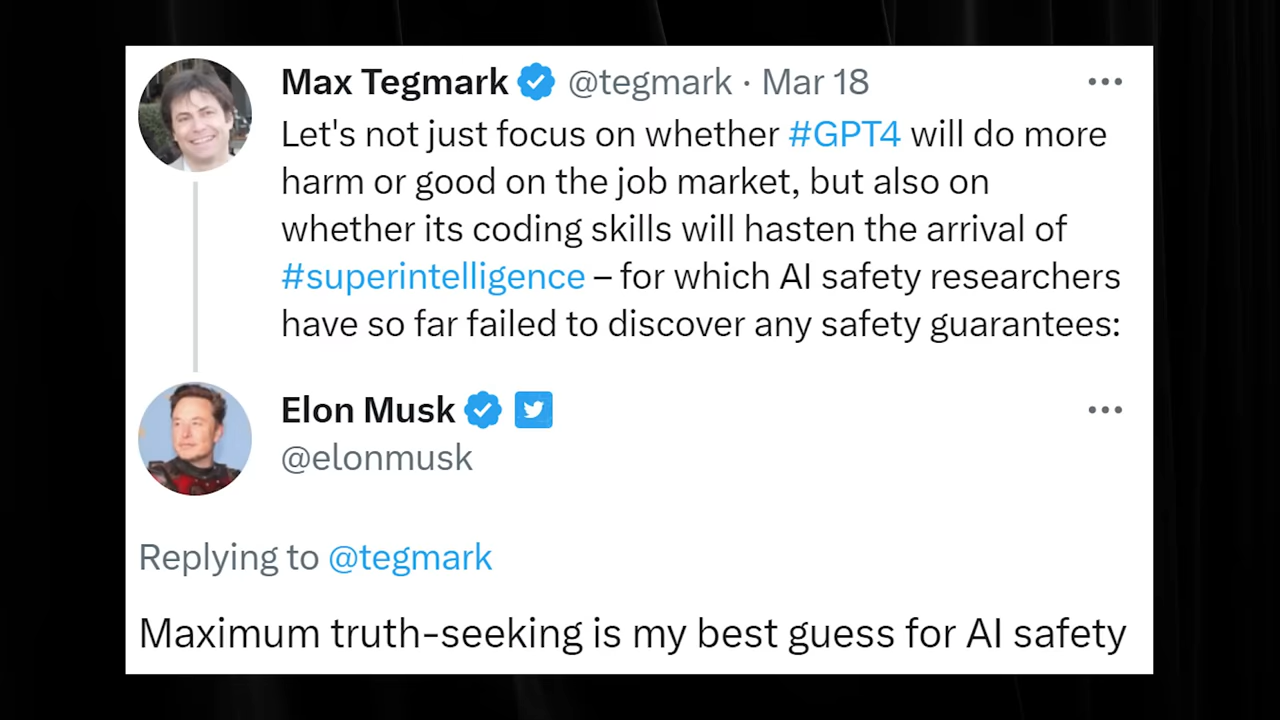 Max Tegmark @tegmark · Mar 18
Let's not just focus on whether #GPT4 will do more
harm or good on the job market, but also on
whether its coding skills will hasten the arrival of
#superintelligence – for which AI safety researchers
have so far failed to discover any safety guarantees:
Elon Musk
@elonmusk
Replying to @tegmark
Maximum truth-seeking is my best guess for AI safety